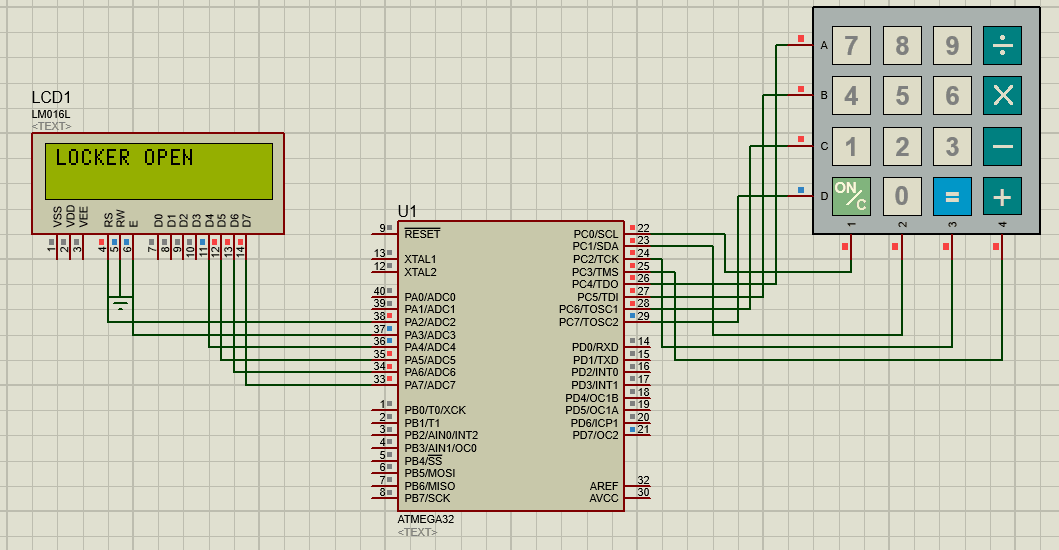 LCD1
LM016L
<TEXT>
LOCKER OPEN
VSS VDD VEE RS RW E D0 D1 D2 D3 D4 D5 D6 D7
1 2 3 4 5 6 7 8 9 10 11 12 13 14
U1
9 RESET
13 XTAL1
12 XTAL2
40 PA0/ADC0
39 PA1/ADC1
38 PA2/ADC2
37 PA3/ADC3
36 PA4/ADC4
35 PA5/ADC5
34 PA6/ADC6
33 PA7/ADC7
1 PB0/T0/XCK
2 PB1/T1
3 PB2/AIN0/INT2
4 PB3/AIN1/OC0
5 PB4/SS
6 PB5/MOSI
7 PB6/MISO
8 PB7/SCK
PC0/SCL 22
PC1/SDA 23
PC2/TCK 24
PC3/TMS 25
PC4/TDO 26
PC5/TDI 27
PC6/TOSC1 28
PC7/TOSC2 29
PD0/RXD 14
PD1/TXD 15
PD2/INT0 16
PD3/INT1 17
PD4/OC1B 18
PD5/OC1A 19
PD6/ICP1 20
PD7/OC2 21
AREF 32
AVCC 30
ATMEGA32
<TEXT>
A 7 8 9 ÷
B 4 5 6 ×
C 1 2 3 −
D ON/C 0 = +
1 2 3 4